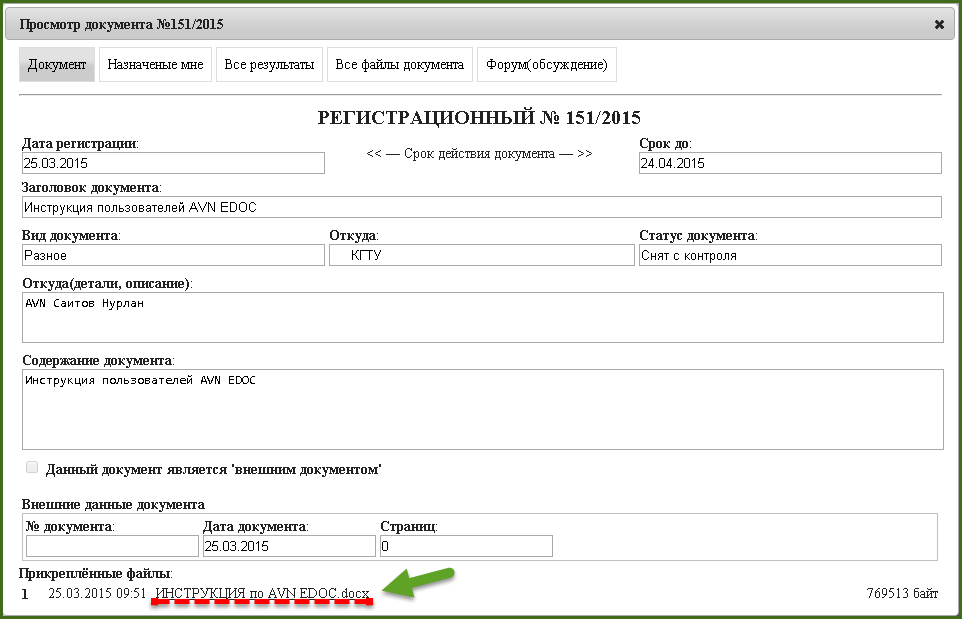 Просмотр документа №151/2015
Документ Назначеные мне Все результаты Все файлы документа Форум(обсуждение)
РЕГИСТРАЦИОННЫЙ № 151/2015
Дата регистрации: << — Срок действия документа — >> Срок до:
25.03.2015 24.04.2015
Заголовок документа:
Инструкция пользователей AVN EDOC
Вид документа: Откуда: Статус документа:
Разное КГТУ Снят с контроля
Откуда(детали, описание):
AVN Саитов Нурлан
Содержание документа:
Инструкция пользователей AVN EDOC
Данный документ является 'внешним документом'
Внешние данные документа
№ документа: Дата документа: Страниц:
25.03.2015 0
Прикреплённые файлы:
1 25.03.2015 09:51 ИНСТРУКЦИЯ по AVN EDOC.docx 769513 байт